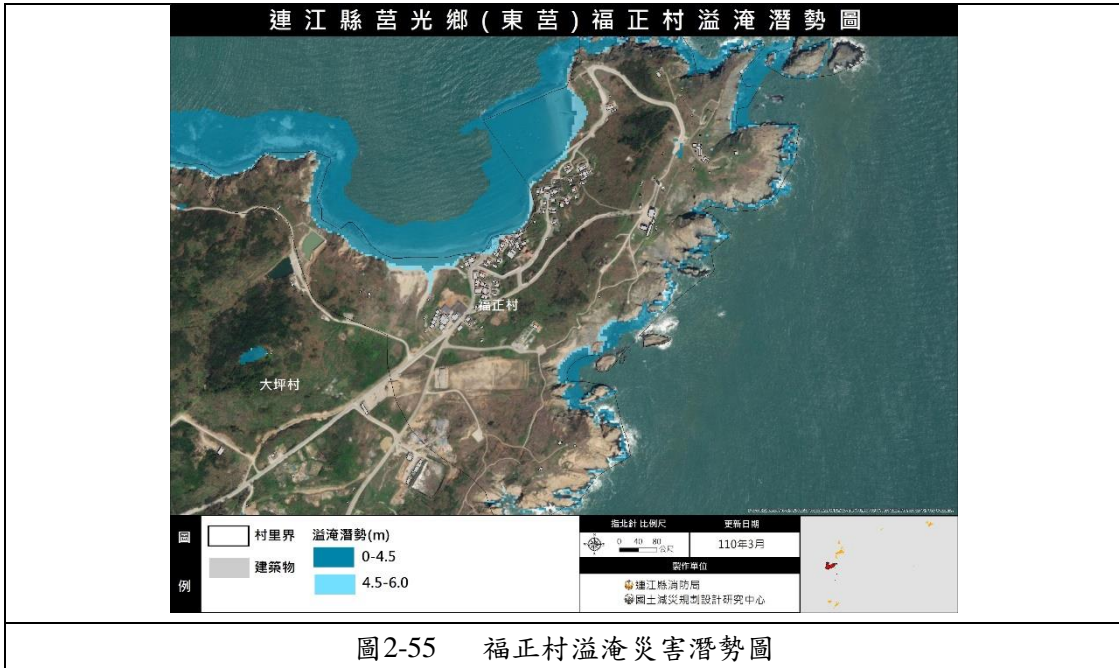 連江縣莒光鄉(東莒)福正村溢淹潛勢圖
福正村
大坪村
圖例
村里界
建築物
溢淹潛勢(m)
0-4.5
4.5-6.0
指北針 比例尺
0 40 80
公尺
更新日期
110年3月
製作單位
連江縣消防局
國土減災規劃設計研究中心
圖2-55 福正村溢淹災害潛勢圖